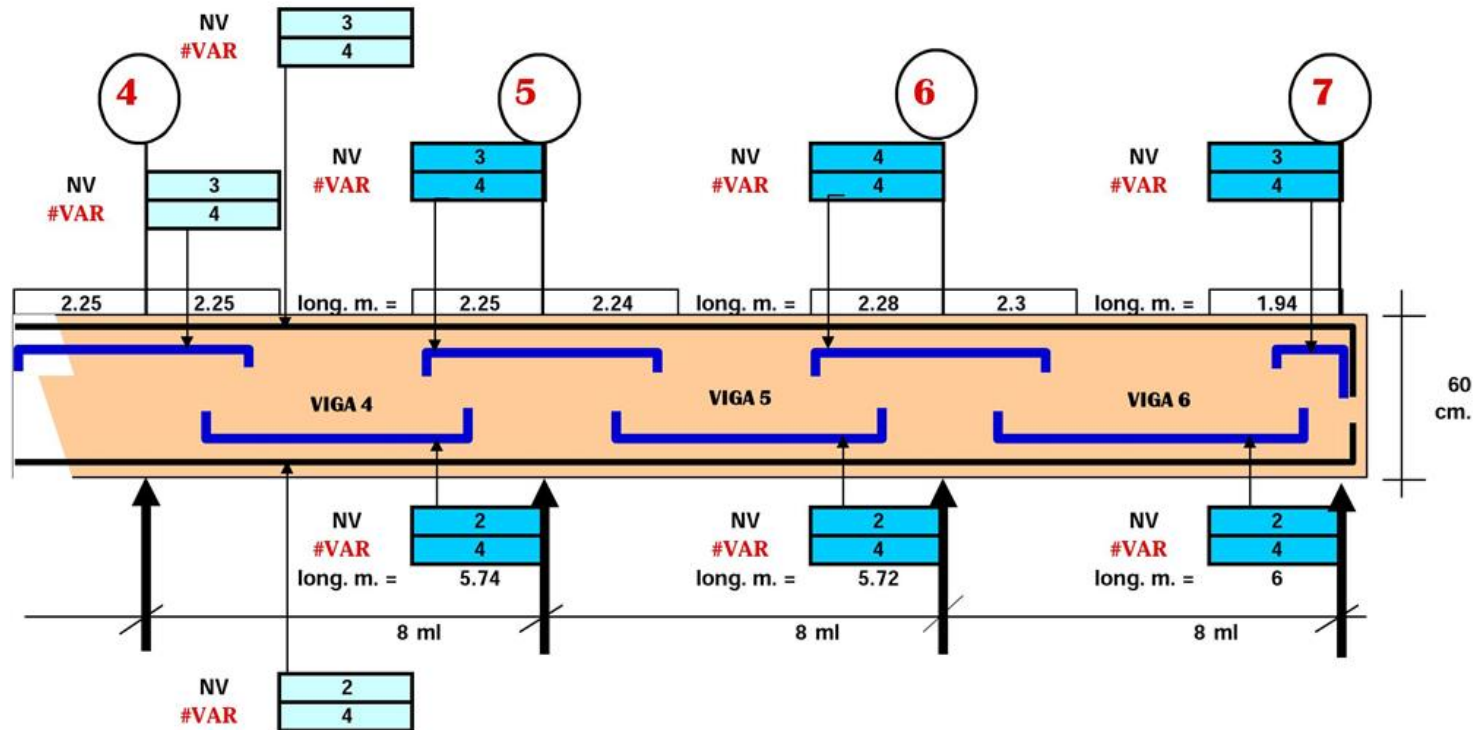 NV 3
#VAR 4
4 5 6 7
NV 3 NV 4 NV 3
#VAR 4 #VAR 4 #VAR 4
NV 3
#VAR 4
2.25 2.25 long. m. = 2.25 2.24 long. m. = 2.28 2.3 long. m. = 1.94
VIGA 4 VIGA 5 VIGA 6
60
cm.
NV 2 NV 2 NV 2
#VAR 4 #VAR 4 #VAR 4
long. m. = 5.74 long. m. = 5.72 long. m. = 6
8 ml 8 ml 8 ml
NV 2
#VAR 4